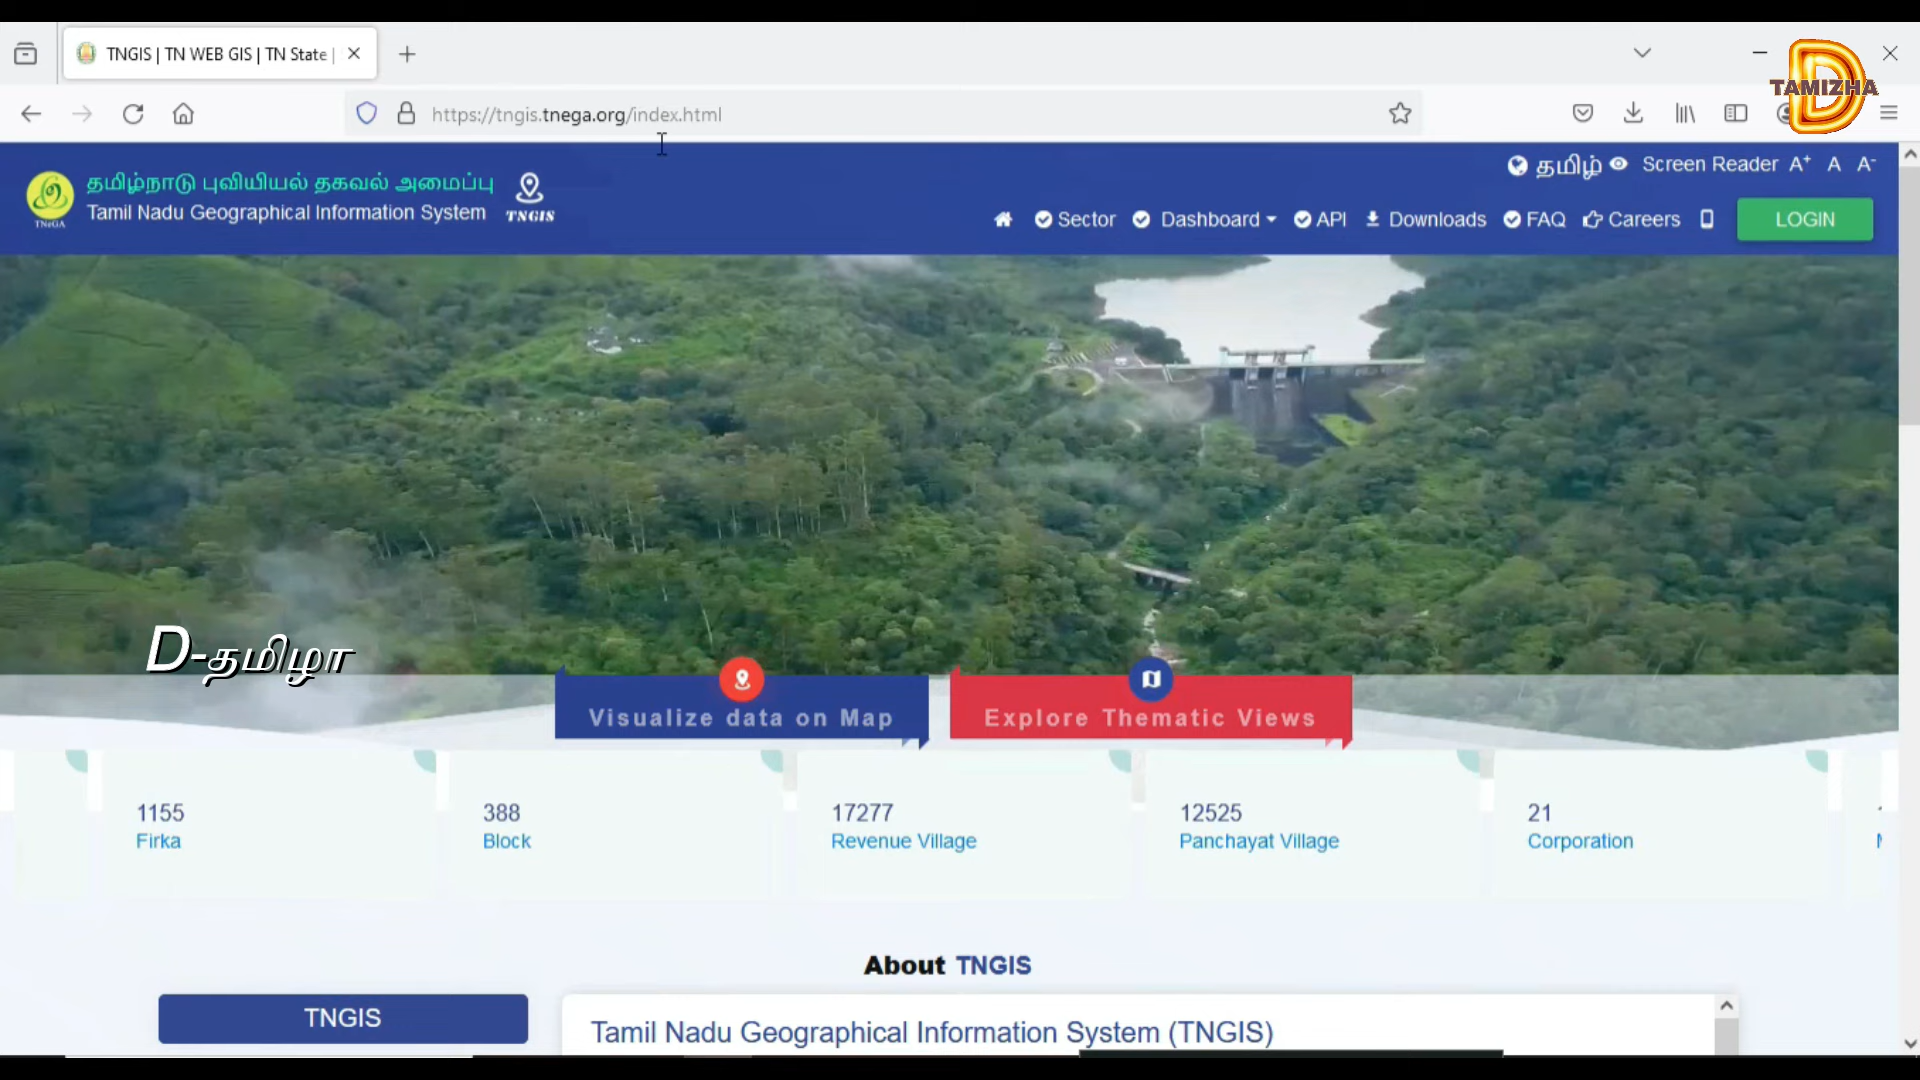 TNGIS | TN WEB GIS | TN State |
https://tngis.tnega.org/index.html
D
TAMIZHA
தமிழ் Screen Reader A+ A A-
தமிழ்நாடு புவியியல் தகவல் அமைப்பு
Tamil Nadu Geographical Information System
TNeGA
TNGIS
Sector Dashboard API Downloads FAQ Careers LOGIN
D-தமிழா
Visualize data on Map
Explore Thematic Views
1155 388 17277 12525 21
Firka Block Revenue Village Panchayat Village Corporation
About TNGIS
TNGIS
Tamil Nadu Geographical Information System (TNGIS)